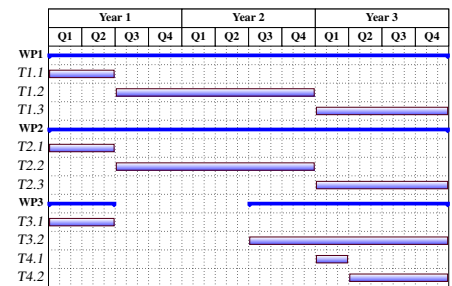 Year 1 Year 2 Year 3
Q1 Q2 Q3 Q4 Q1 Q2 Q3 Q4 Q1 Q2 Q3 Q4
WP1
T1.1
T1.2
T1.3
WP2
T2.1
T2.2
T2.3
WP3
T3.1
T3.2
T4.1
T4.2